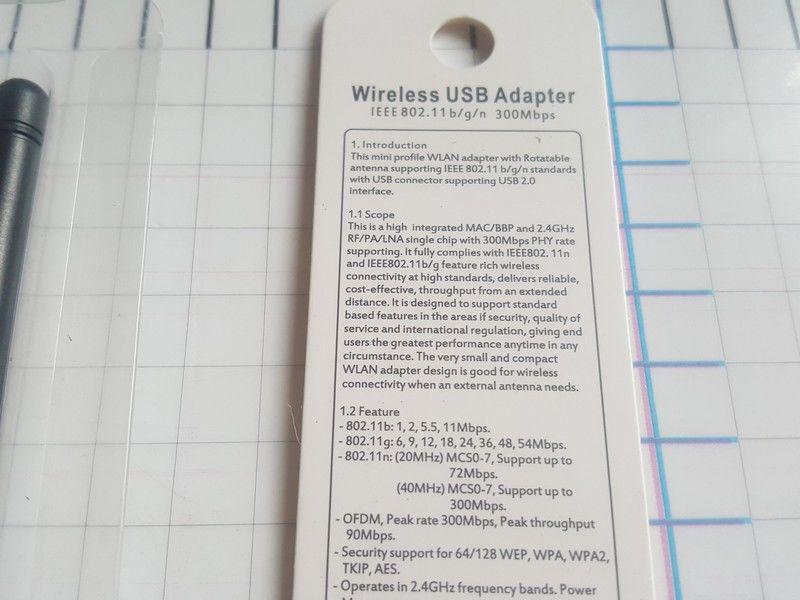 Wireless USB Adapter
IEEE 802.11 b/g/n 300Mbps
1. Introduction
This mini profile WLAN adapter with Rotatable
antenna supporting IEEE 802.11 b/g/n standards
with USB connector supporting USB 2.0
interface.
1.1 Scope
This is a high integrated MAC/BBP and 2.4GHz
RF/PA/LNA single chip with 300Mbps PHY rate
supporting. It fully complies with IEEE802. 11n
and IEEE802.11b/g feature rich wireless
connectivity at high standards, delivers reliable,
cost-effective, throughput from an extended
distance. It is designed to support standard
based features in the areas if security, quality of
service and international regulation, giving end
users the greatest performance anytime in any
circumstance. The very small and compact
WLAN adapter design is good for wireless
connectivity when an external antenna needs.
1.2 Feature
- 802.11b: 1, 2, 5.5, 11Mbps.
- 802.11g: 6, 9, 12, 18, 24, 36, 48, 54Mbps.
- 802.11n: (20MHz) MCS0-7, Support up to
72Mbps.
(40MHz) MCS0-7, Support up to
300Mbps.
- OFDM, Peak rate 300Mbps, Peak throughput
90Mbps.
- Security support for 64/128 WEP, WPA, WPA2,
TKIP, AES.
- Operates in 2.4GHz frequency bands. Power